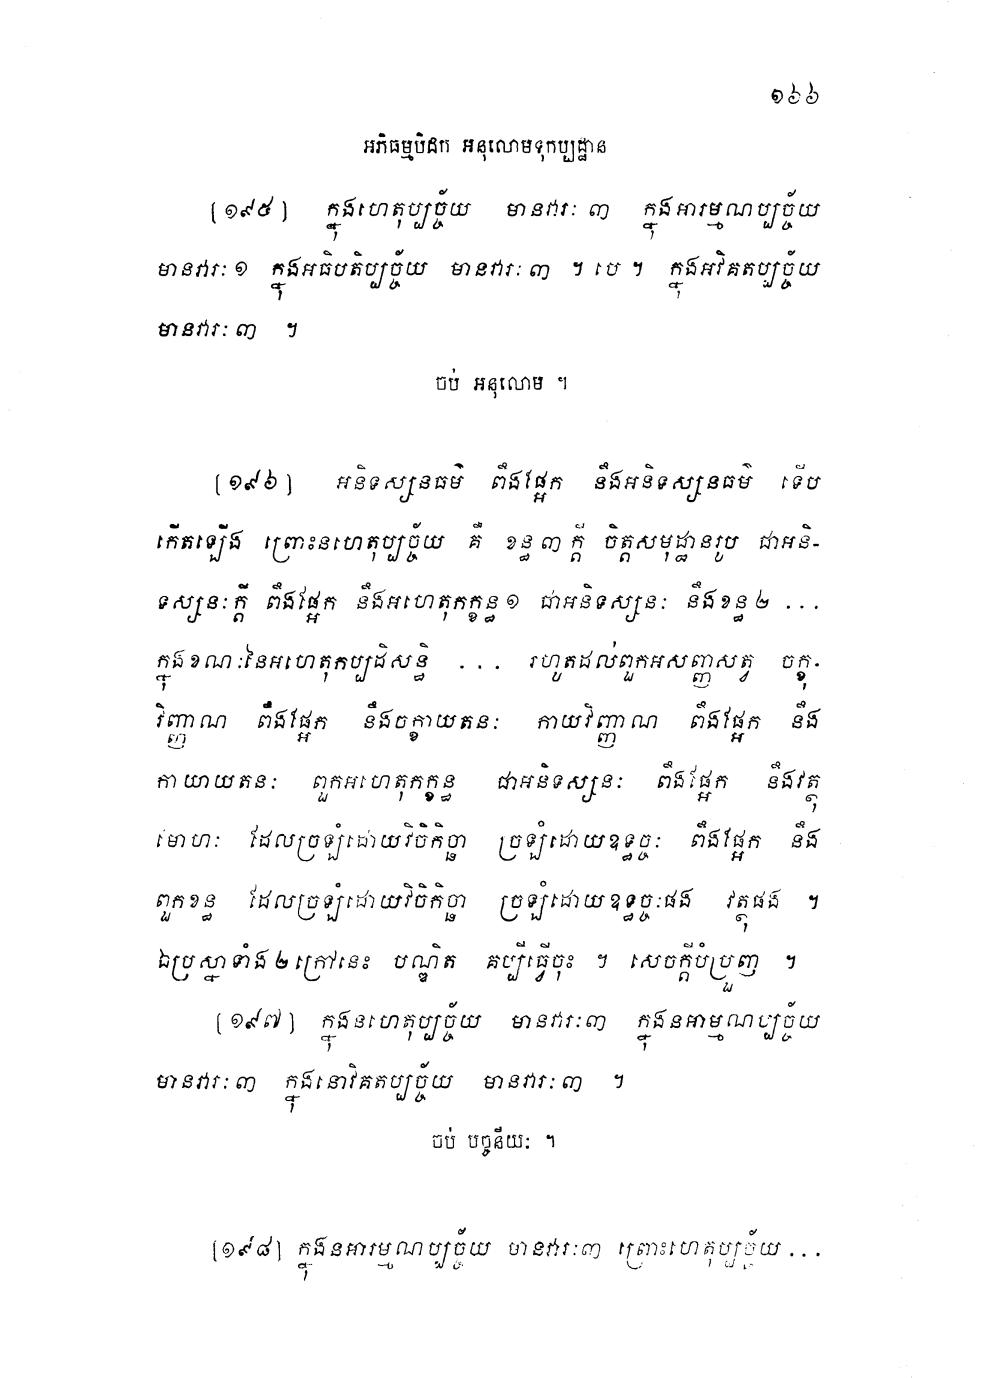 ១៦៦
អភិធម្មបិដក អនុលោមទុកប្បដ្ឋាន
[១៩៥] ក្នុងហេតុប្បច្ច័យ មានវារៈ ៣ ក្នុងអារម្មណប្បច្ច័យ
មានវារៈ ១ ក្នុងអធិបតិប្បច្ច័យ មានវារៈ ៣ ។ បេ ។ ក្នុងអវិគតប្បច្ច័យ
មានវារៈ ៣ ។
ចប់ អនុលោម ។
[១៩៦] អនិទស្សនធម៌ ពឹងផ្អែក នឹងអនិទស្សនធម៌ ទើប
កើតឡើង ព្រោះនហេតុប្បច្ច័យ គឺ ខន្ធ ៣ ក្តី ចិត្តសមុដ្ឋានរូប ជាអនិ-
ទស្សនៈក្តី ពឹងផ្អែក នឹងអហេតុកក្ខន្ធ ១ ជាអនិទស្សនៈ នឹងខន្ធ ២ ...
ក្នុងខណៈនៃអហេតុកប្បដិសន្ធិ ... រហូតដល់ពួកអសញ្ញសត្វ ចក្ខុ-
វិញ្ញាណ ពឹងផ្អែក នឹងចក្ខាយតនៈ កាយវិញ្ញាណ ពឹងផ្អែក នឹង
កាយាយតនៈ ពួកអហេតុកក្ខន្ធ ជាអនិទស្សនៈ ពឹងផ្អែក នឹងវត្ថុ
មោហៈ ដែលច្រឡំដោយវិចិកិច្ឆា ច្រឡំដោយឧទ្ធច្ចៈ ពឹងផ្អែក នឹង
ពួកខន្ធ ដែលច្រឡំដោយវិចិកិច្ឆា ច្រឡំដោយឧទ្ធច្ចៈផង វត្ថុផង ។
ឯប្រស្នាទាំង ២ ក្រៅនេះ បណ្ឌិត គប្បីធ្វើចុះ ។ សេចក្តីបំប្រួញ ។
[១៩៧] ក្នុងនហេតុប្បច្ច័យ មានវារៈ៣ ក្នុងនអាម្មណប្បច្ច័យ
មានវារៈ ៣ ក្នុងនោវិគតប្បច្ច័យ មានវារៈ ៣ ។
ចប់ បច្ចនីយៈ ។
[១៩៨] ក្នុងនអារម្មណប្បច្ច័យ មានវារៈ៣ ព្រោះហេតុប្បច្ច័យ ...